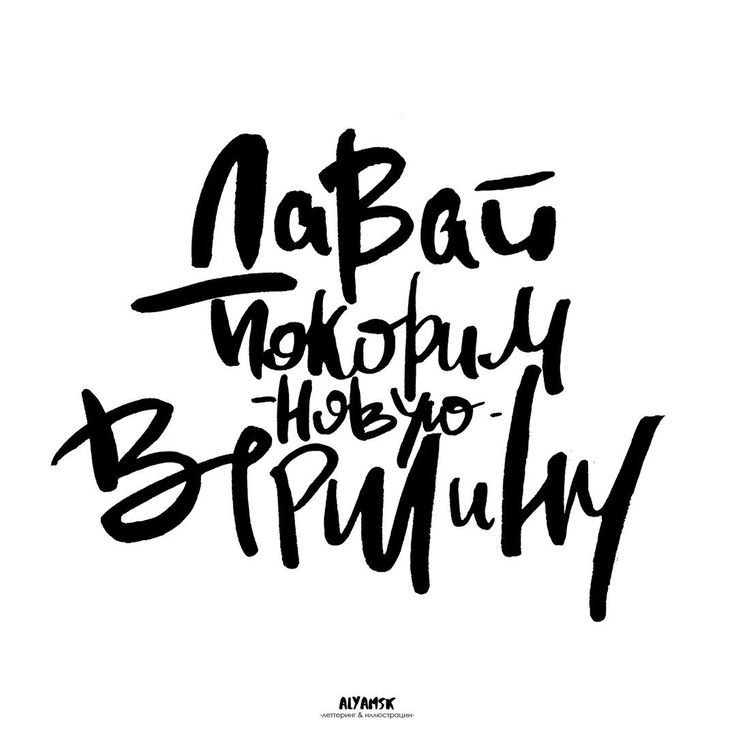 Давай
покорим
-новую-
вершину
ALYAMSK
-леттеринг & иллюстрации-